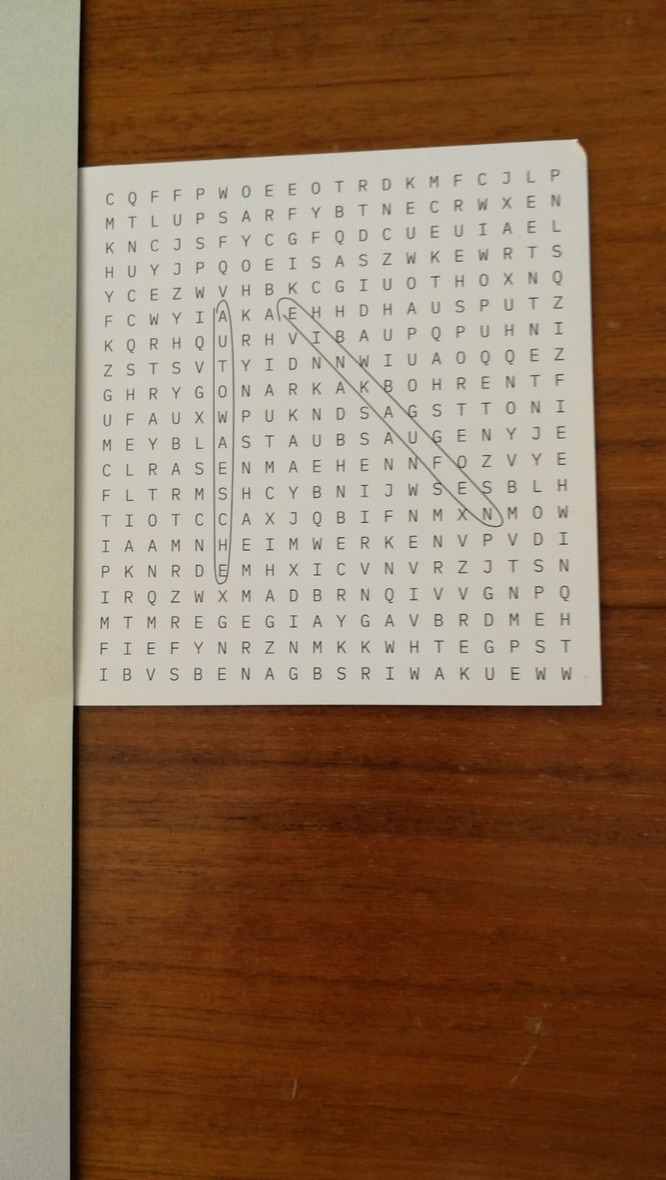 C Q F F P W O E E O T R D K M F C J L P
M T L U P S A R F Y B T N E C R W X E N
K N C J S F Y C G F Q D C U E U I A E L
H U Y J P Q O E I S A S Z W K E W R T S
Y C E Z W V H B K C G I U O T H O X N Q
F C W Y I A K A E H H D H A U S P U T Z
K Q R H Q U R H V I B A U P Q P U H N I
Z S T S V T Y I D N N W I U A O Q Q E Z
G H R Y G O N A R K A K B O H R E N T F
U F A U X W P U K N D S A G S T T O N I
M E Y B L A S T A U B S A U G E N Y J E
C L R A S E N M A E H E N N F O Z V Y E
F L T R M S H C Y B N I J W S E S B L H
T I O T C C A X J Q B I F N M X N M O W
I A A M N H E I M W E R K E N V P V D I
P K N R D E M H X I C V N V R Z J T S N
I R Q Z W X M A D B R N Q I V V G N P Q
M T M R E G E G I A Y G A V B R D M E H
F I E F Y N R Z N M K K W H T E G P S T
I B V S B E N A G B S R I W A K U E W W